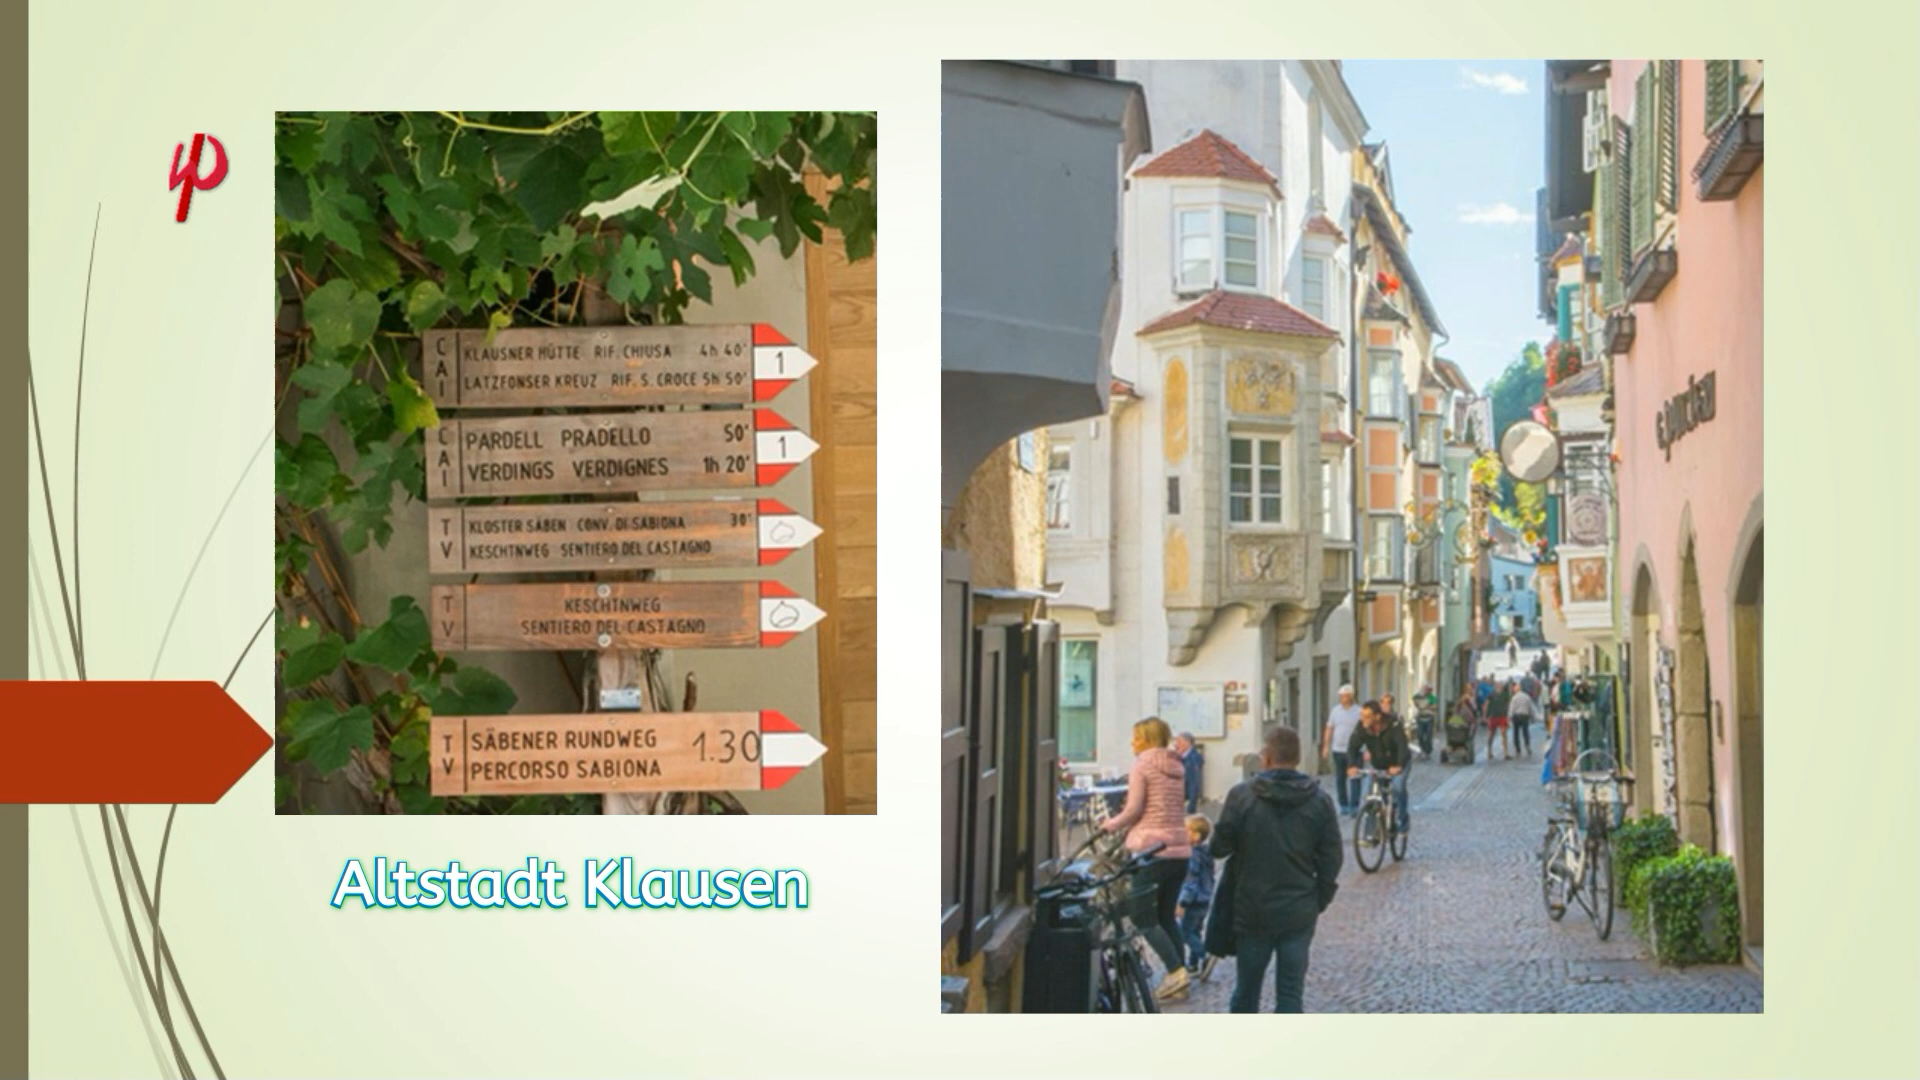 CAI
KLAUSNER HÜTTE RIF. CHIUSA 4h 40'
LATZFONSER KREUZ RIF. S. CROCE 5h 50'
1
CAI
PARDELL PRADELLO 50'
VERDINGS VERDIGNES 1h 20'
1
TV
KLOSTER SÄBEN CONV. DI SABIONA 30'
KESCHTNWEG SENTIERO DEL CASTAGNO
TV
KESCHTNWEG
SENTIERO DEL CASTAGNO
TV
SÄBENER RUNDWEG 1.30
PERCORSO SABIONA
Altstadt Klausen